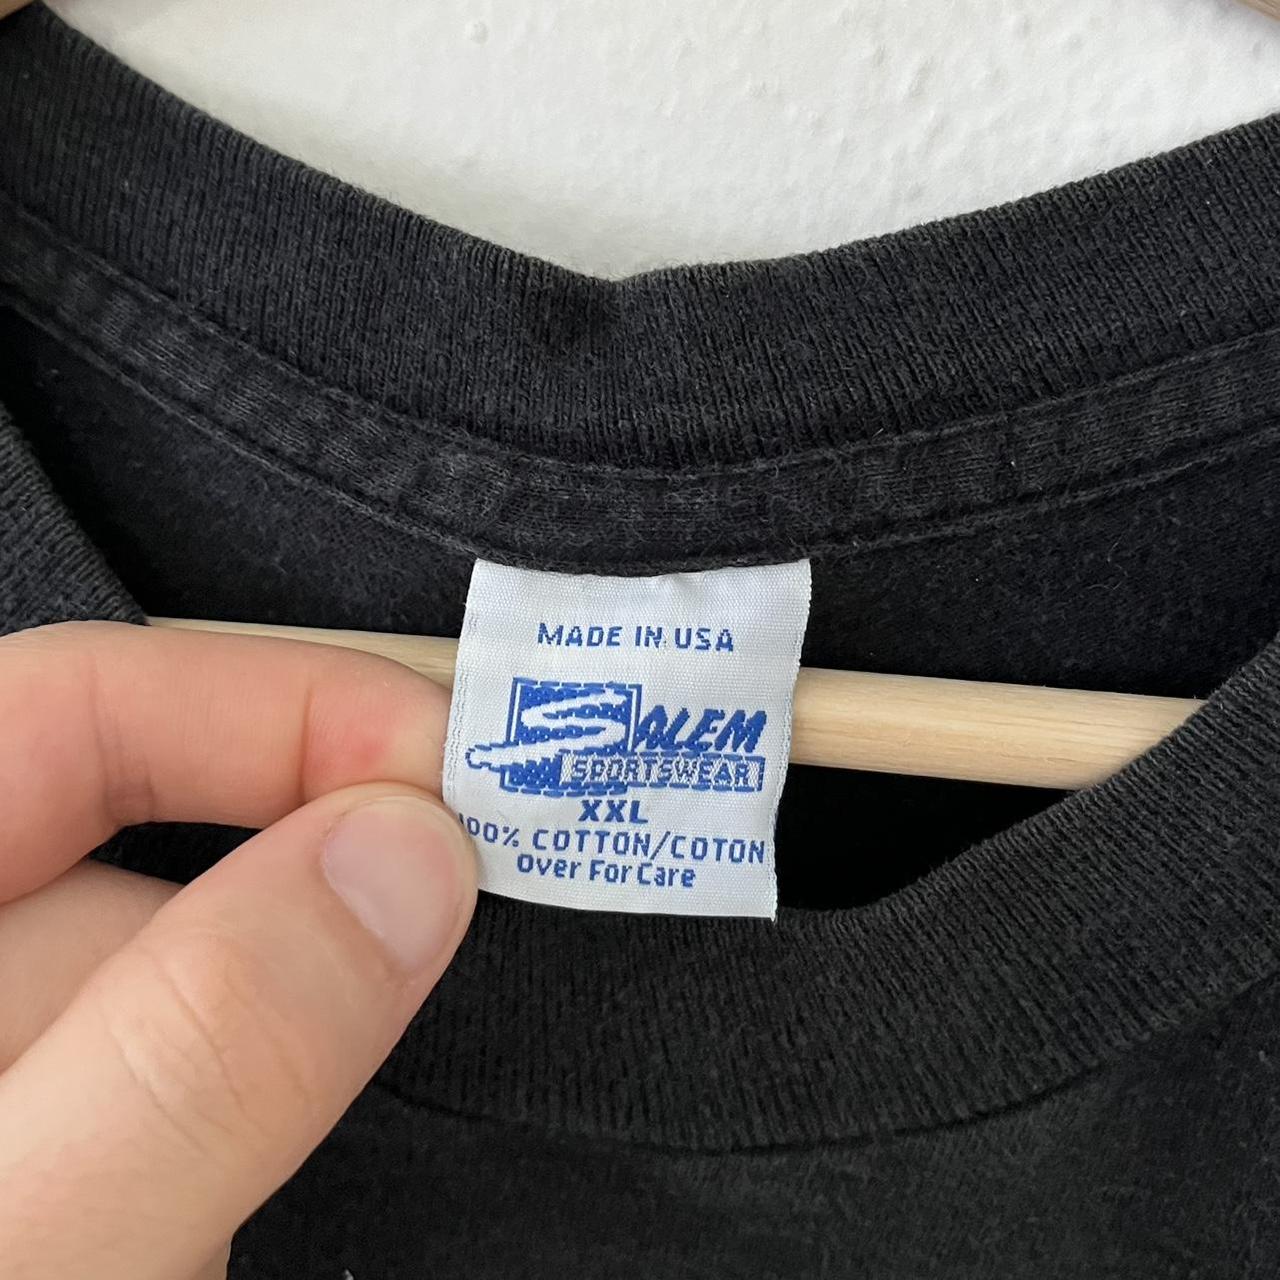 MADE IN USA
SALEM
SPORTSWEAR
XXL
100% COTTON/COTON
Over For Care